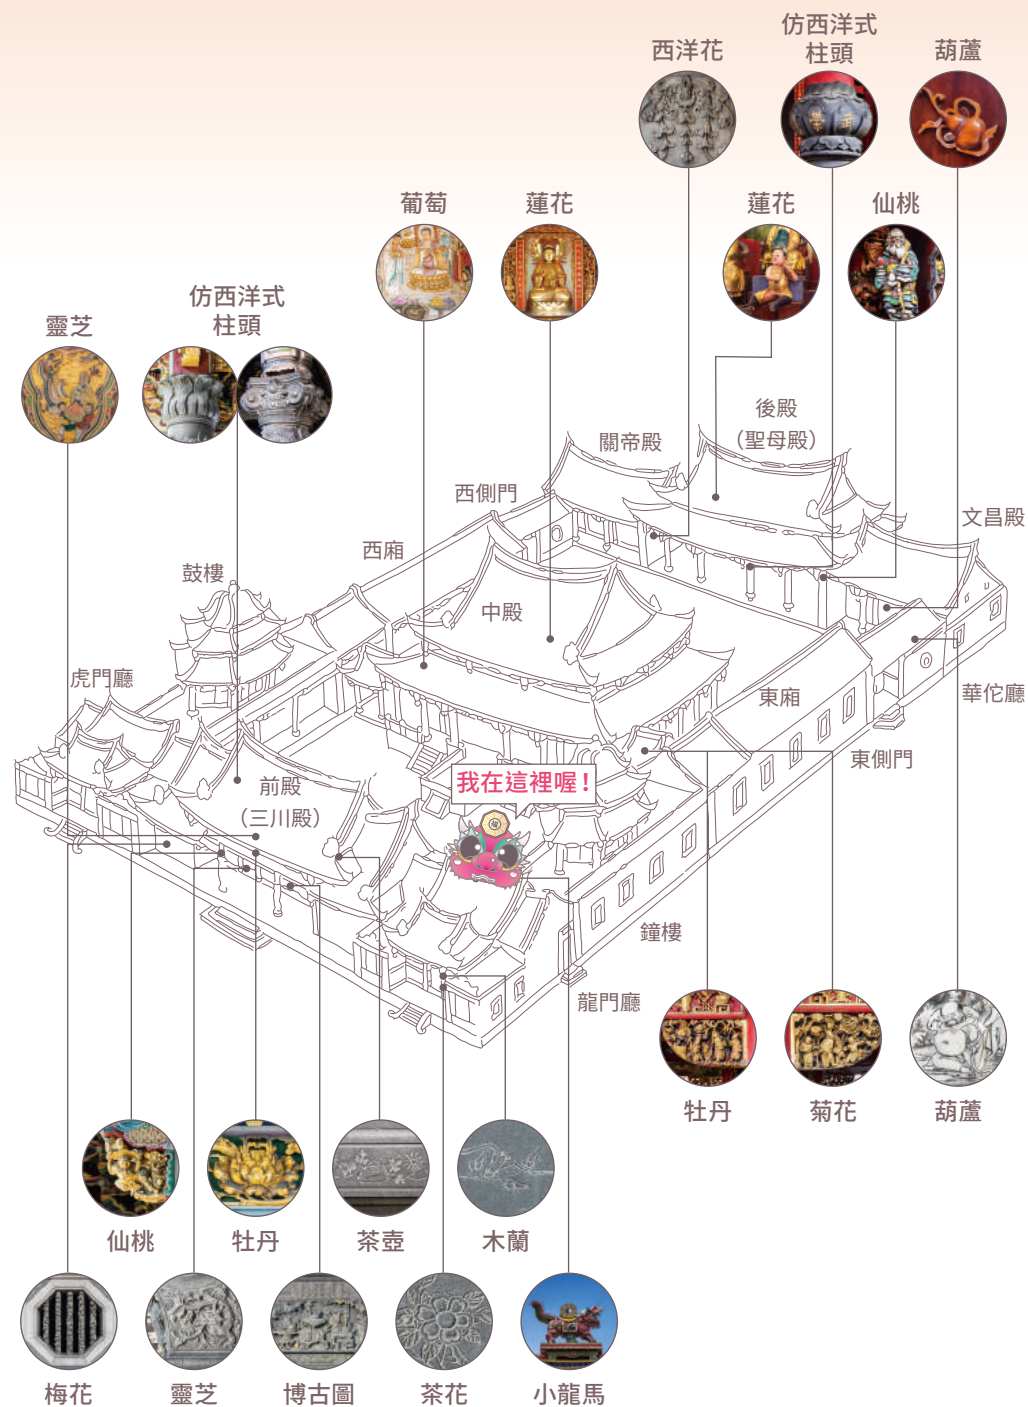 仿西洋式
柱頭
西洋花
葫蘆
葡萄
蓮花
蓮花
仙桃
仿西洋式
柱頭
靈芝
後殿
（聖母殿）
關帝殿
西側門
文昌殿
西廂
鼓樓
中殿
虎門廳
東廂
華佗廳
東側門
前殿
（三川殿）
我在這裡喔！
鐘樓
龍門廳
牡丹
菊花
葫蘆
仙桃
牡丹
茶壺
木蘭
梅花
靈芝
博古圖
茶花
小龍馬